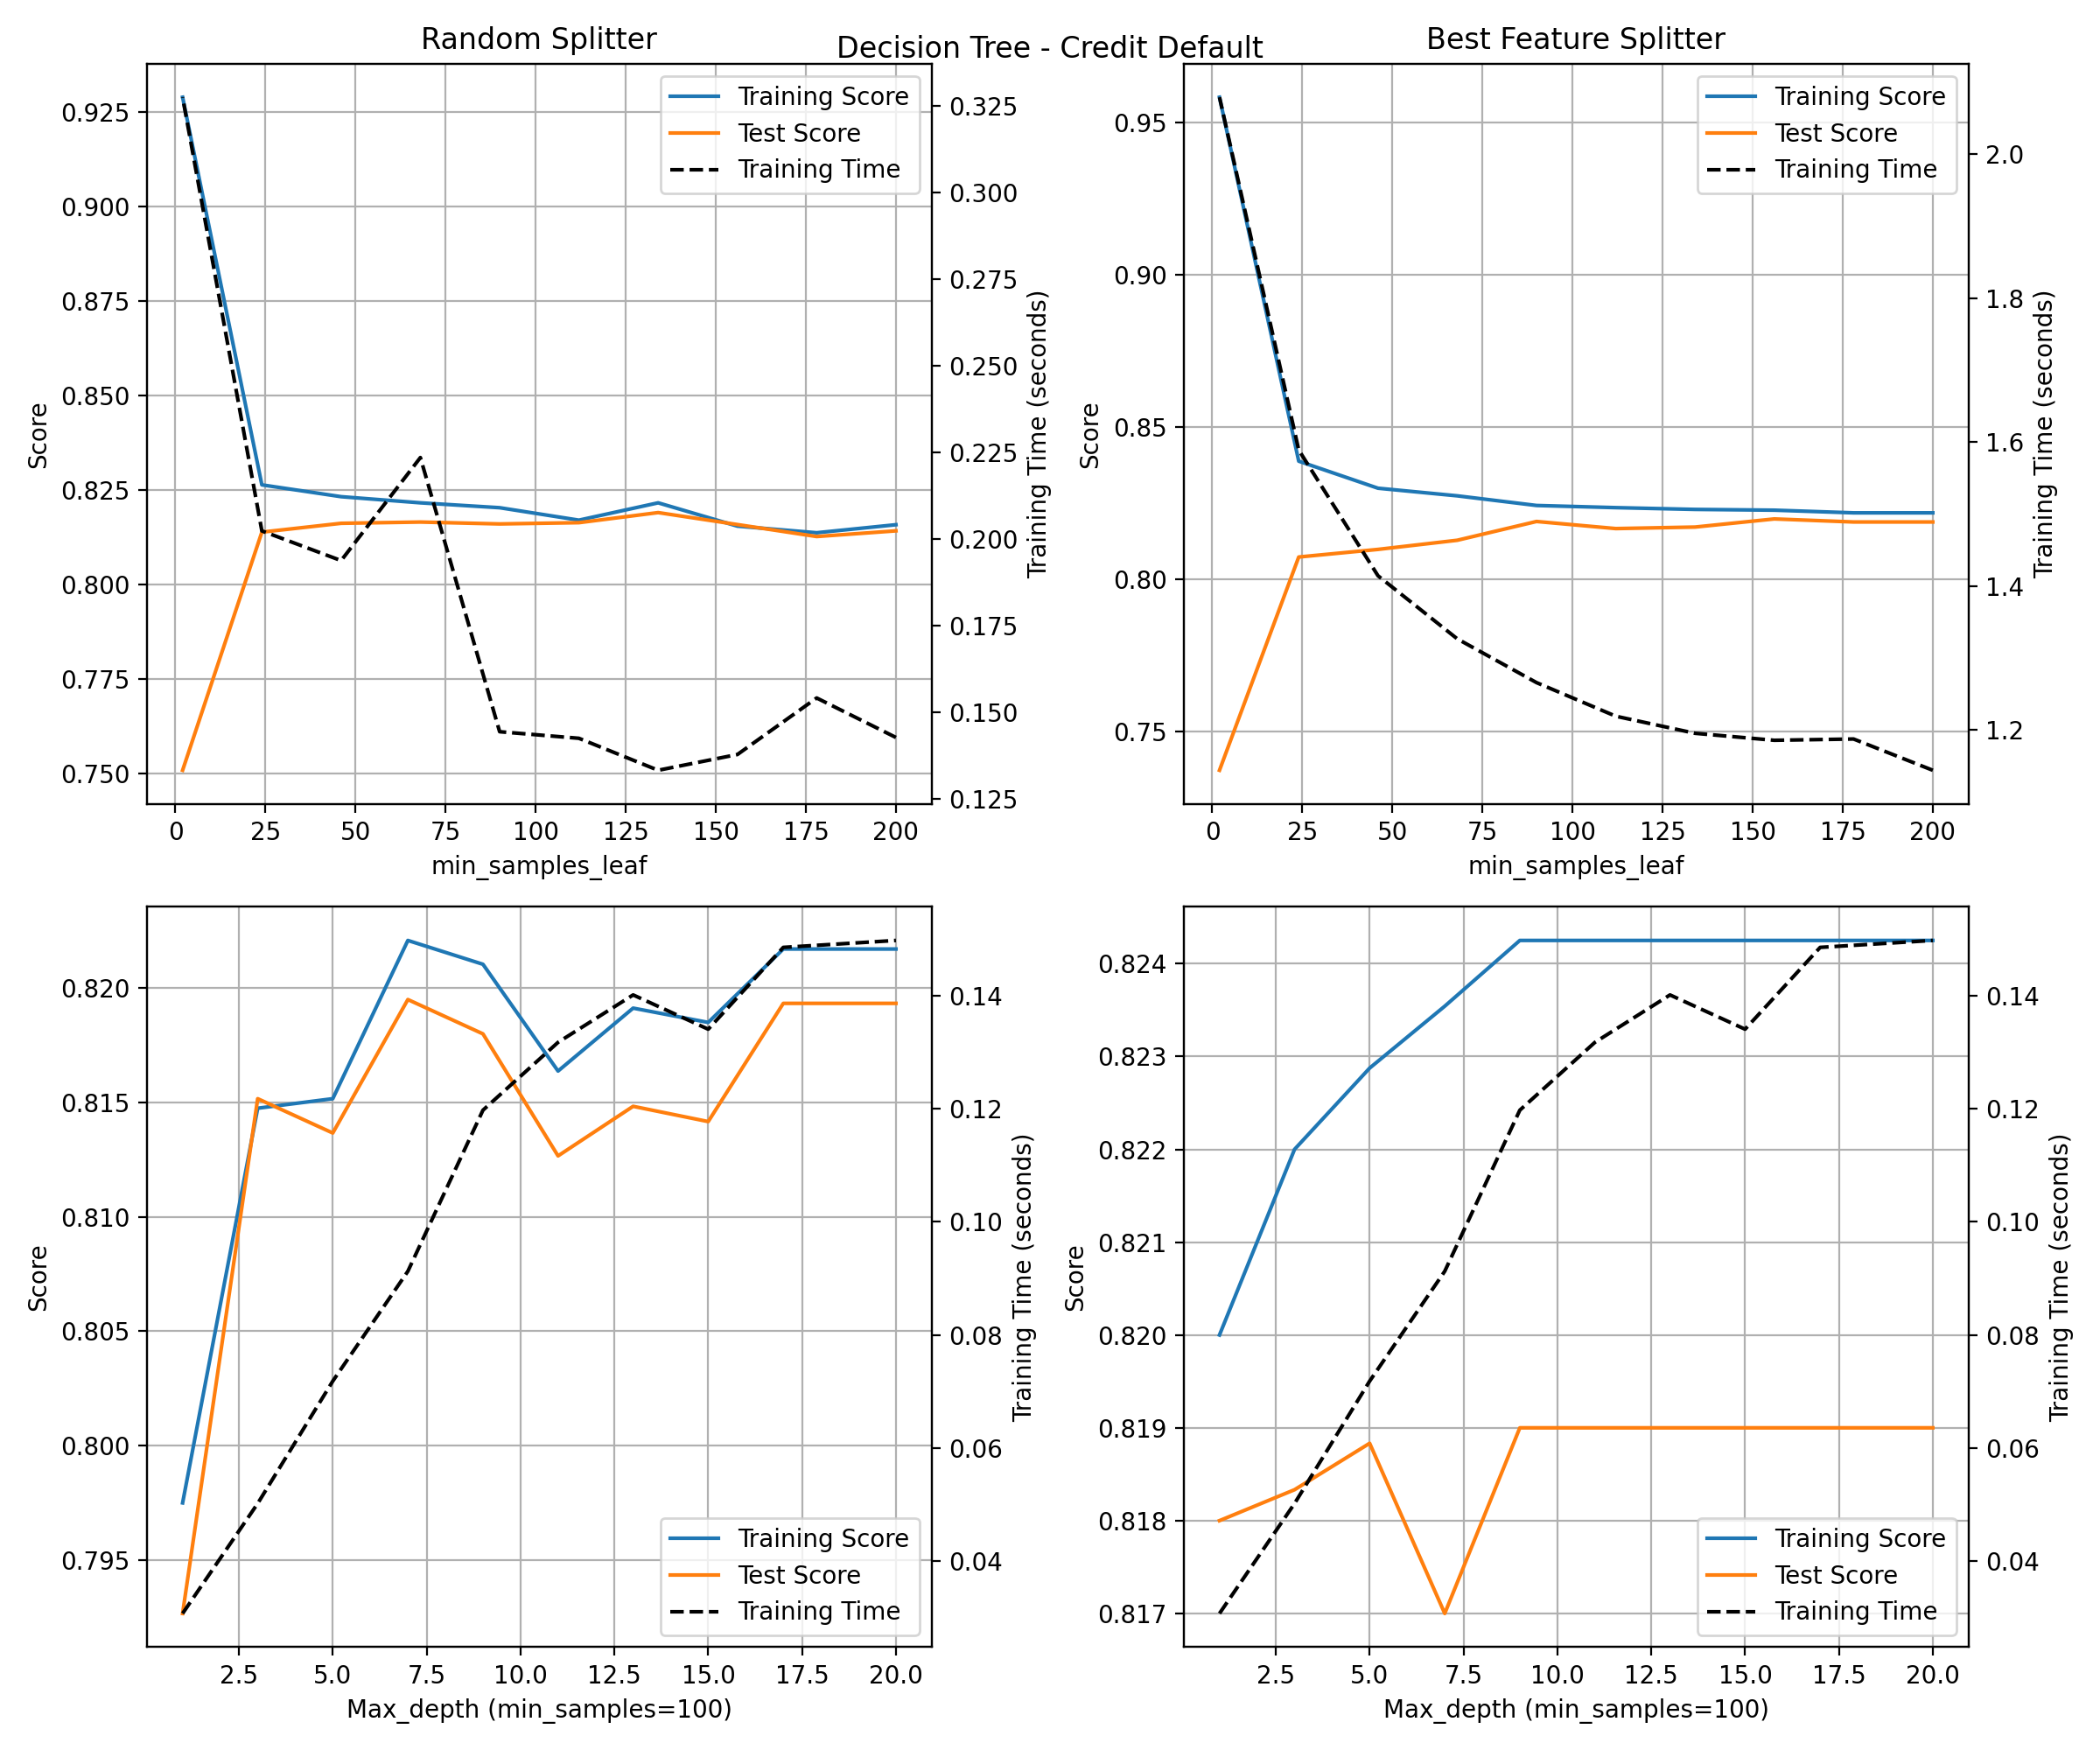 Decision Tree - Credit Default
Random Splitter
Training Score
Test Score
Training Time
0.925
0.900
0.875
0.850
0.825
0.800
0.775
0.750
Score
0.325
0.300
0.275
0.250
0.225
0.200
0.175
0.150
0.125
Training Time (seconds)
0 25 50 75 100 125 150 175 200
min_samples_leaf
Best Feature Splitter
Training Score
Test Score
Training Time
0.95
0.90
0.85
0.80
0.75
Score
2.0
1.8
1.6
1.4
1.2
Training Time (seconds)
0 25 50 75 100 125 150 175 200
min_samples_leaf
0.820
0.815
0.810
0.805
0.800
0.795
Score
0.14
0.12
0.10
0.08
0.06
0.04
Training Time (seconds)
Training Score
Test Score
Training Time
2.5 5.0 7.5 10.0 12.5 15.0 17.5 20.0
Max_depth (min_samples=100)
0.824
0.823
0.822
0.821
0.820
0.819
0.818
0.817
Score
0.14
0.12
0.10
0.08
0.06
0.04
Training Time (seconds)
Training Score
Test Score
Training Time
2.5 5.0 7.5 10.0 12.5 15.0 17.5 20.0
Max_depth (min_samples=100)